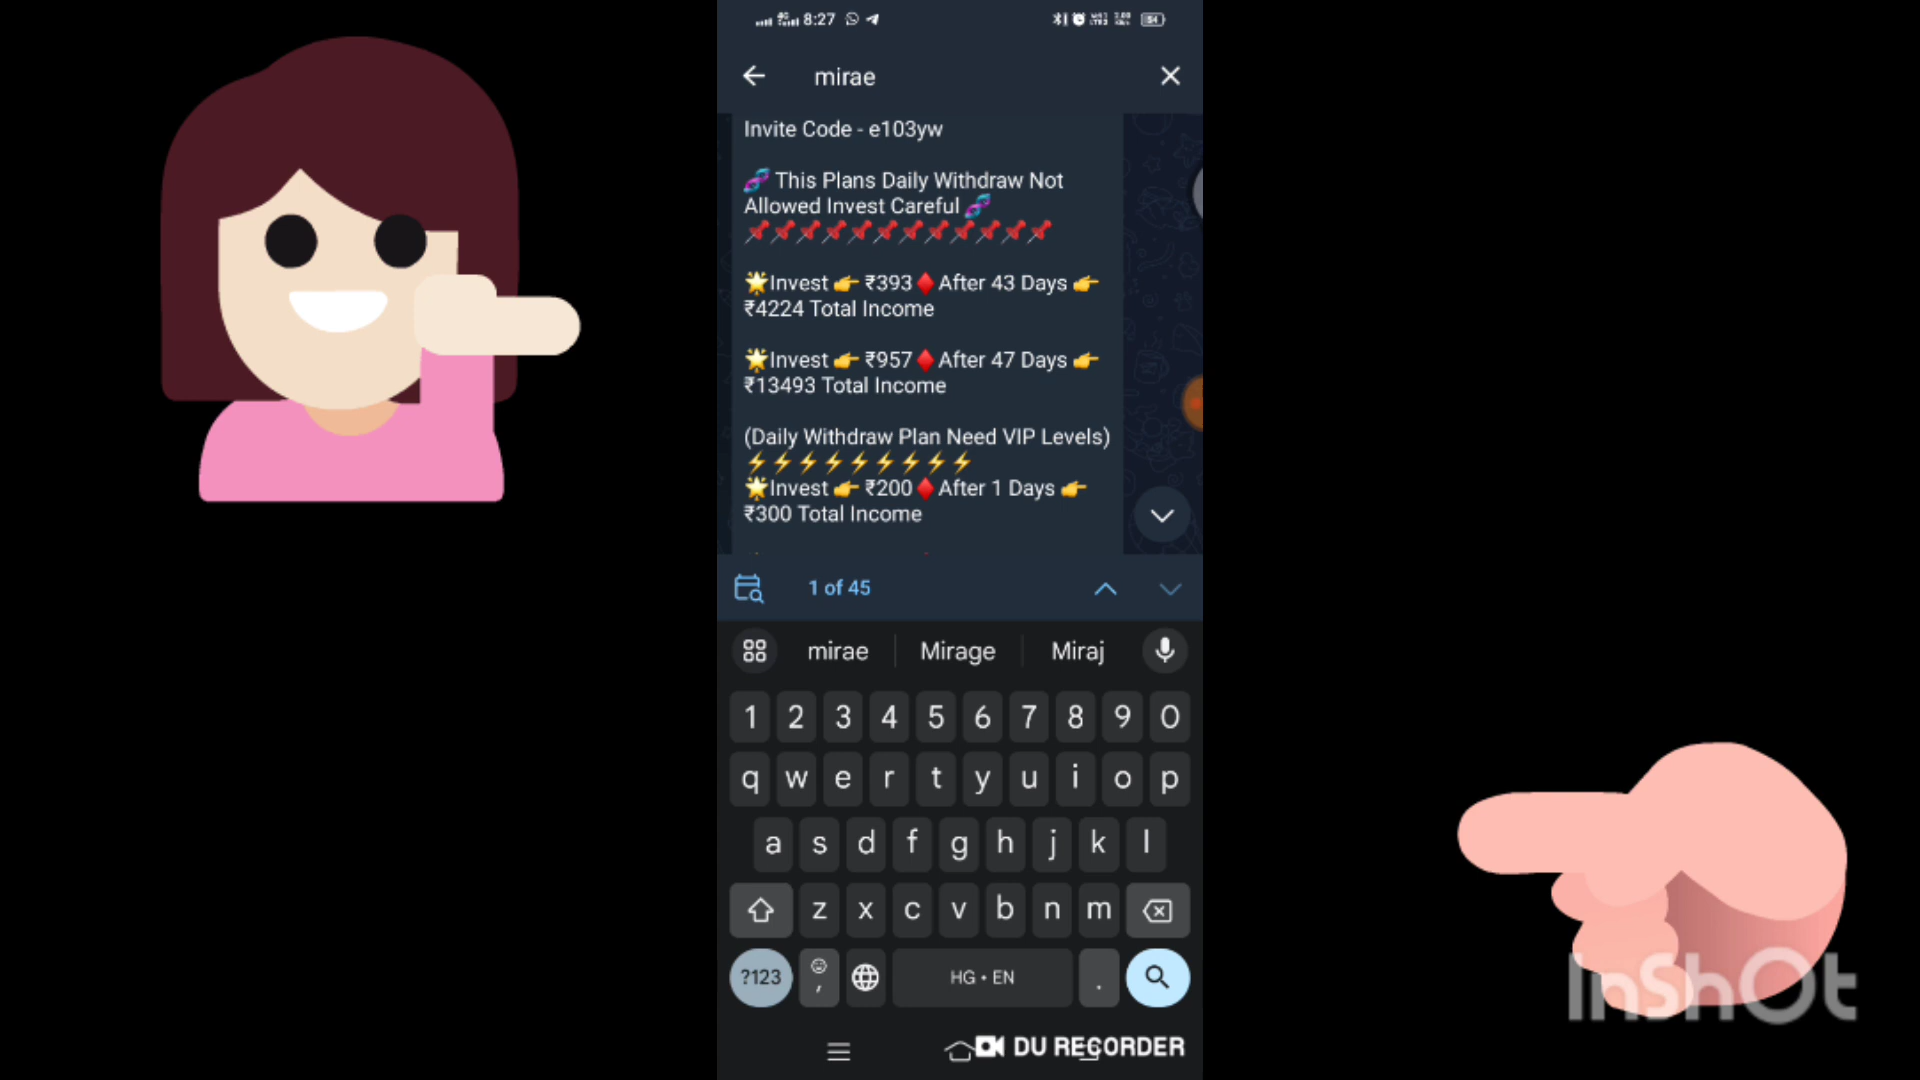 8:27
54
mirae
Invite Code - e103yw
🧬 This Plans Daily Withdraw Not
Allowed Invest Careful 🧬
📌📌📌📌📌📌📌📌📌📌📌📌
🌟Invest 👉 ₹393♦️After 43 Days 👉
₹4224 Total Income
🌟Invest 👉 ₹957♦️After 47 Days 👉
₹13493 Total Income
(Daily Withdraw Plan Need VIP Levels)
⚡⚡⚡⚡⚡⚡⚡⚡⚡
🌟Invest 👉 ₹200♦️After 1 Days 👉
₹300 Total Income
1 of 45
mirae Mirage Miraj
1 2 3 4 5 6 7 8 9 0
q w e r t y u i o p
a s d f g h j k l
z x c v b n m
?123 , HG • EN .
DU RECORDER
InShOt